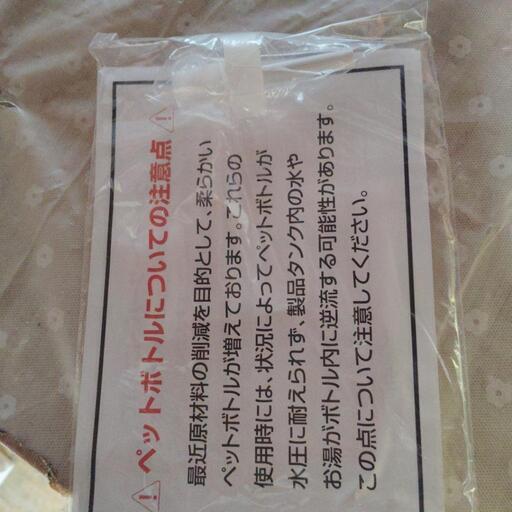 ⚠ ペットボトルについての注意点 ⚠
最近原材料の削減を目的として、柔らかい
ペットボトルが増えております。これらの
使用時には、状況によってペットボトルが
水圧に耐えられず、製品タンク内の水や
お湯がボトル内に逆流する可能性があります。
この点について注意してください。